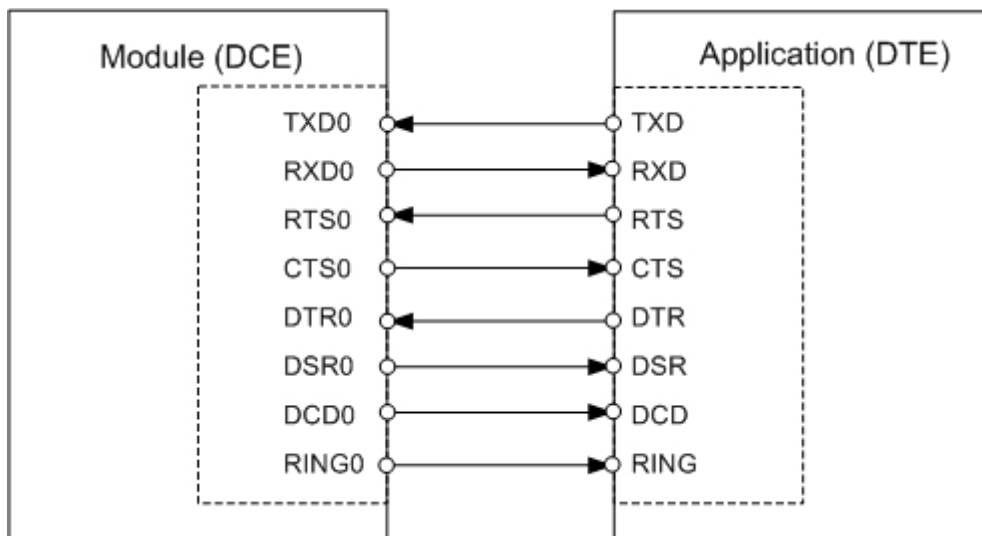 Module (DCE)
Application (DTE)
TXD0
TXD
RXD0
RXD
RTS0
RTS
CTS0
CTS
DTR0
DTR
DSR0
DSR
DCD0
DCD
RING0
RING